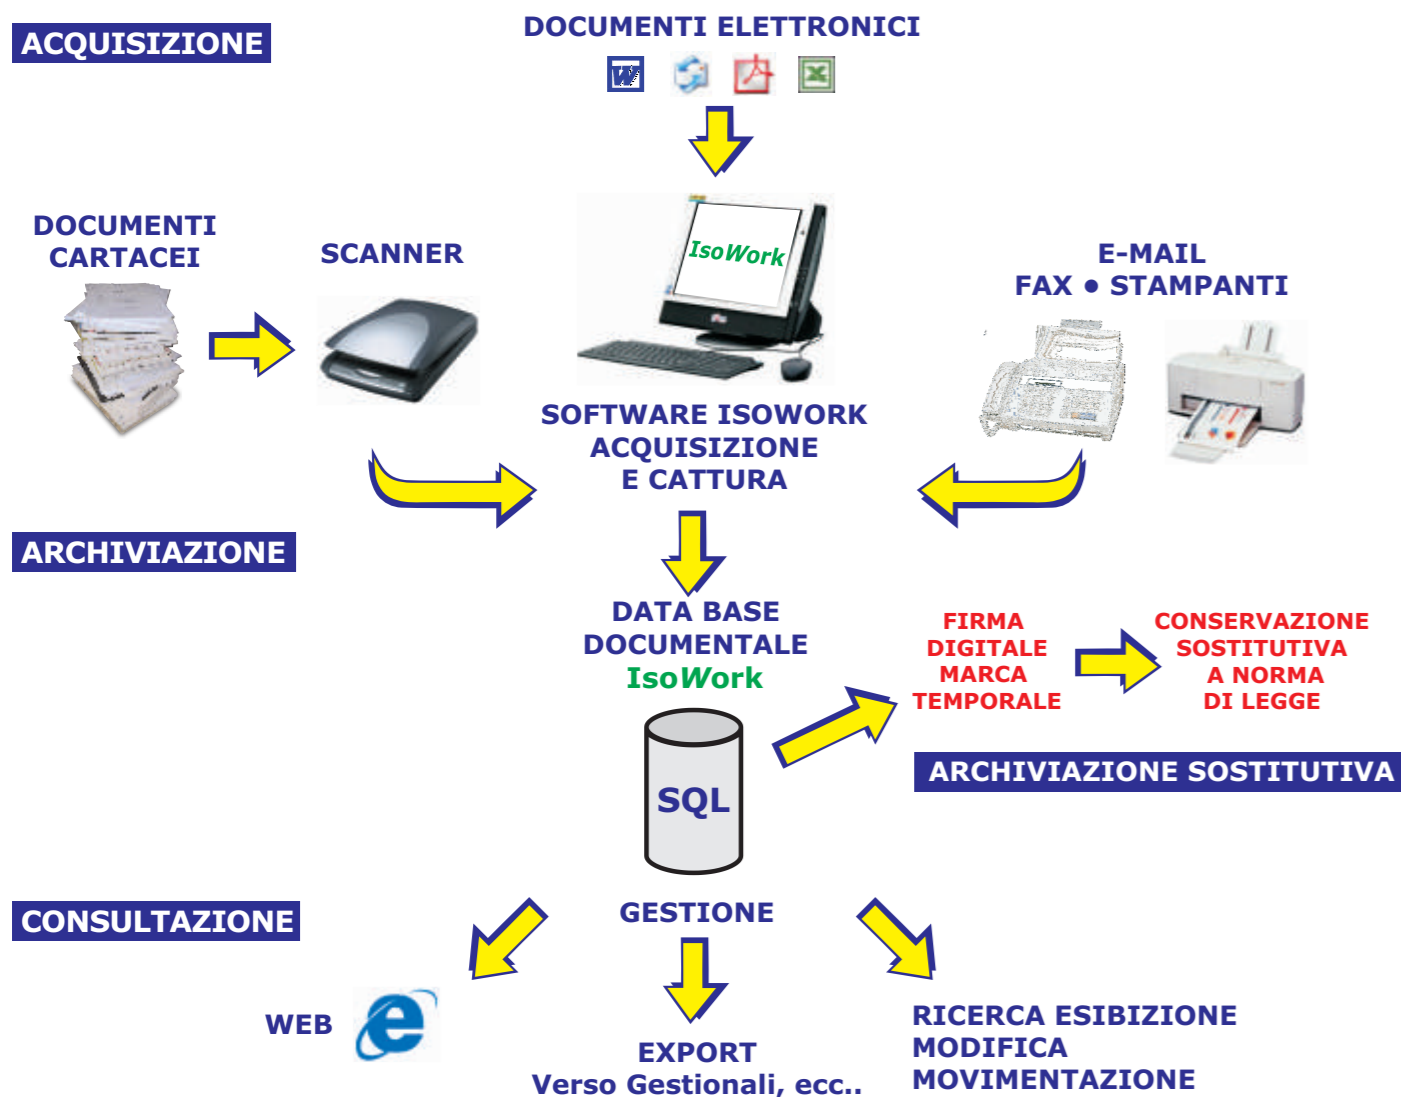 ACQUISIZIONE
DOCUMENTI ELETTRONICI
DOCUMENTI
CARTACEI
SCANNER
IsoWork
E-MAIL
FAX • STAMPANTI
SOFTWARE ISOWORK
ACQUISIZIONE
E CATTURA
ARCHIVIAZIONE
DATA BASE
DOCUMENTALE
IsoWork
SQL
FIRMA
DIGITALE
MARCA
TEMPORALE
CONSERVAZIONE
SOSTITUTIVA
A NORMA
DI LEGGE
ARCHIVIAZIONE SOSTITUTIVA
CONSULTAZIONE
GESTIONE
WEB
EXPORT
Verso Gestionali, ecc..
RICERCA ESIBIZIONE
MODIFICA
MOVIMENTAZIONE